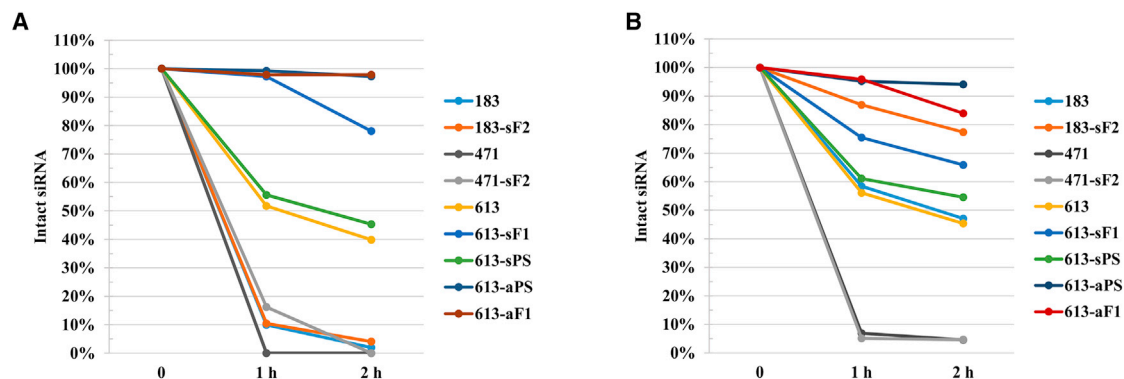 A
Intact siRNA
110%
100%
90%
80%
70%
60%
50%
40%
30%
20%
10%
0%
0 1 h 2 h
183
183-sF2
471
471-sF2
613
613-sF1
613-sPS
613-aPS
613-aF1
B
Intact siRNA
110%
100%
90%
80%
70%
60%
50%
40%
30%
20%
10%
0%
0 1 h 2 h
183
183-sF2
471
471-sF2
613
613-sF1
613-sPS
613-aPS
613-aF1